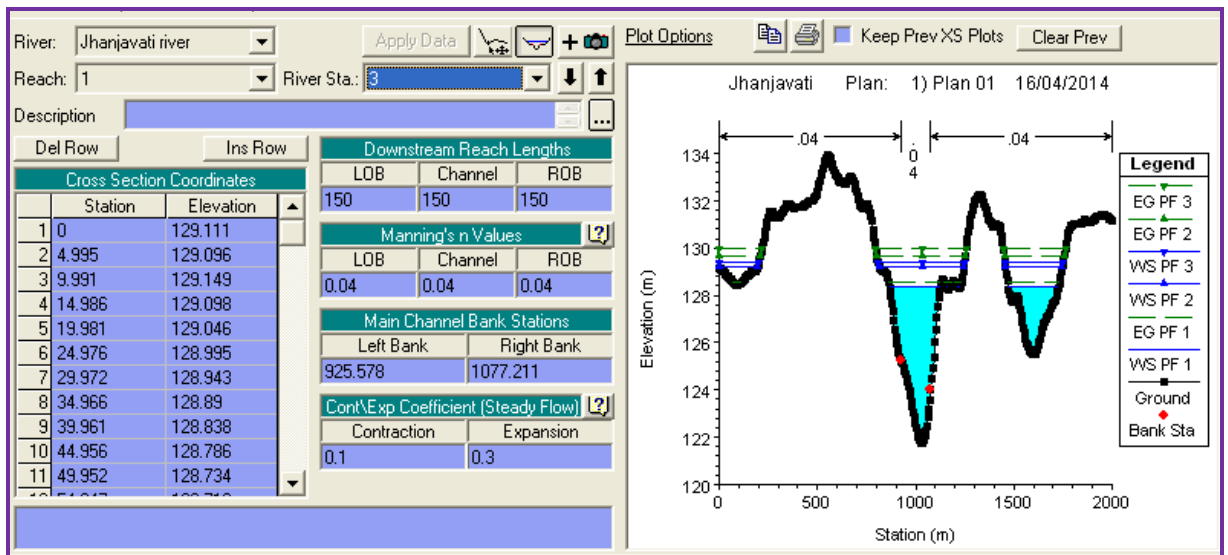 River: Jhanjavati river Apply Data
Reach: 1 River Sta.: 3
Description ...
Del Row Ins Row
Cross Section Coordinates
Station Elevation
1 0 129.111
2 4.995 129.096
3 9.991 129.149
4 14.986 129.098
5 19.981 129.046
6 24.976 128.995
7 29.972 128.943
8 34.966 128.89
9 39.961 128.838
10 44.956 128.786
11 49.952 128.734
Downstream Reach Lengths
LOB Channel ROB
150 150 150
Manning's n Values
LOB Channel ROB
0.04 0.04 0.04
Main Channel Bank Stations
Left Bank Right Bank
925.578 1077.211
Cont\Exp Coefficient (Steady Flow)
Contraction Expansion
0.1 0.3
Plot Options Keep Prev XS Plots Clear Prev
Jhanjavati Plan: 1) Plan 01 16/04/2014
.04 .04 .04
134
132
130
128
126
124
122
120
Elevation (m)
0 500 1000 1500 2000
Station (m)
Legend
EG PF 3
EG PF 2
WS PF 3
WS PF 2
EG PF 1
WS PF 1
Ground
Bank Sta